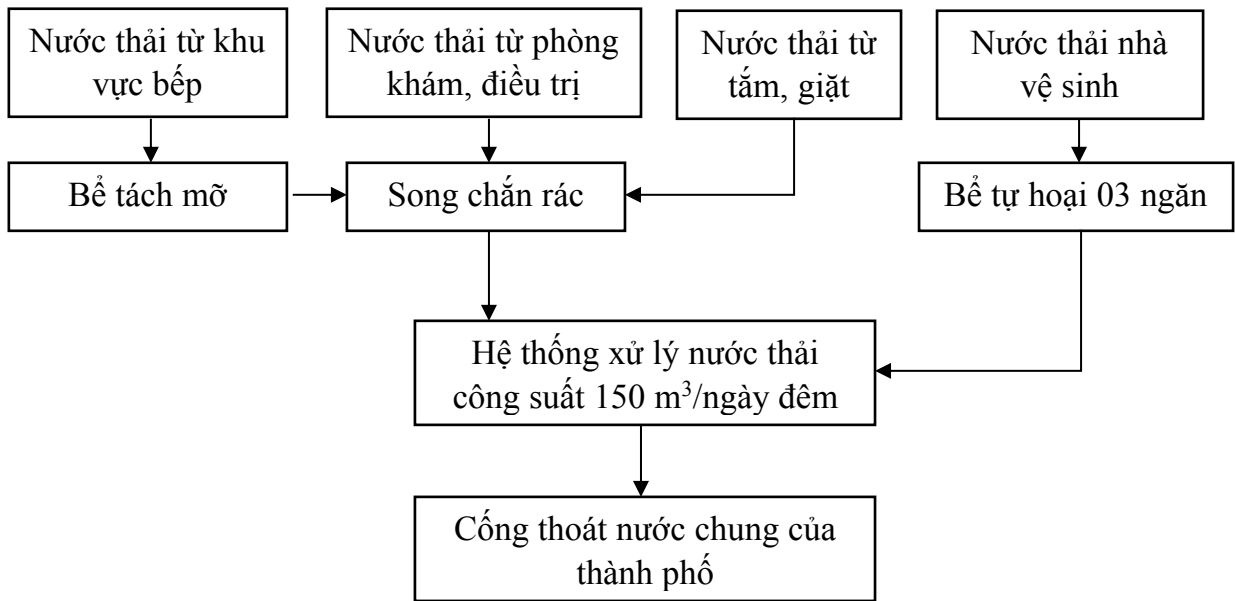 Nước thải từ khu
vực bếp
Nước thải từ phòng
khám, điều trị
Nước thải từ
tắm, giặt
Nước thải nhà
vệ sinh
Bể tách mỡ
Song chắn rác
Bể tự hoại 03 ngăn
Hệ thống xử lý nước thải
công suất 150 m³/ngày đêm
Cống thoát nước chung của
thành phố